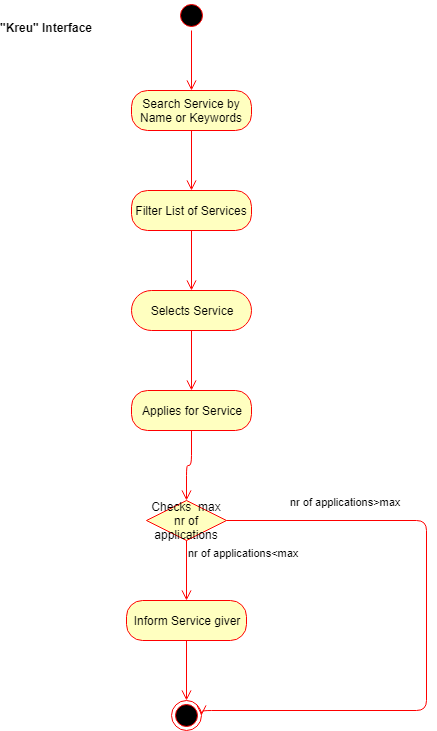 "Kreu" Interface
Search Service by
Name or Keywords
Filter List of Services
Selects Service
Applies for Service
Checks  max
nr of
applications
nr of applications>max
nr of applications<max
Inform Service giver